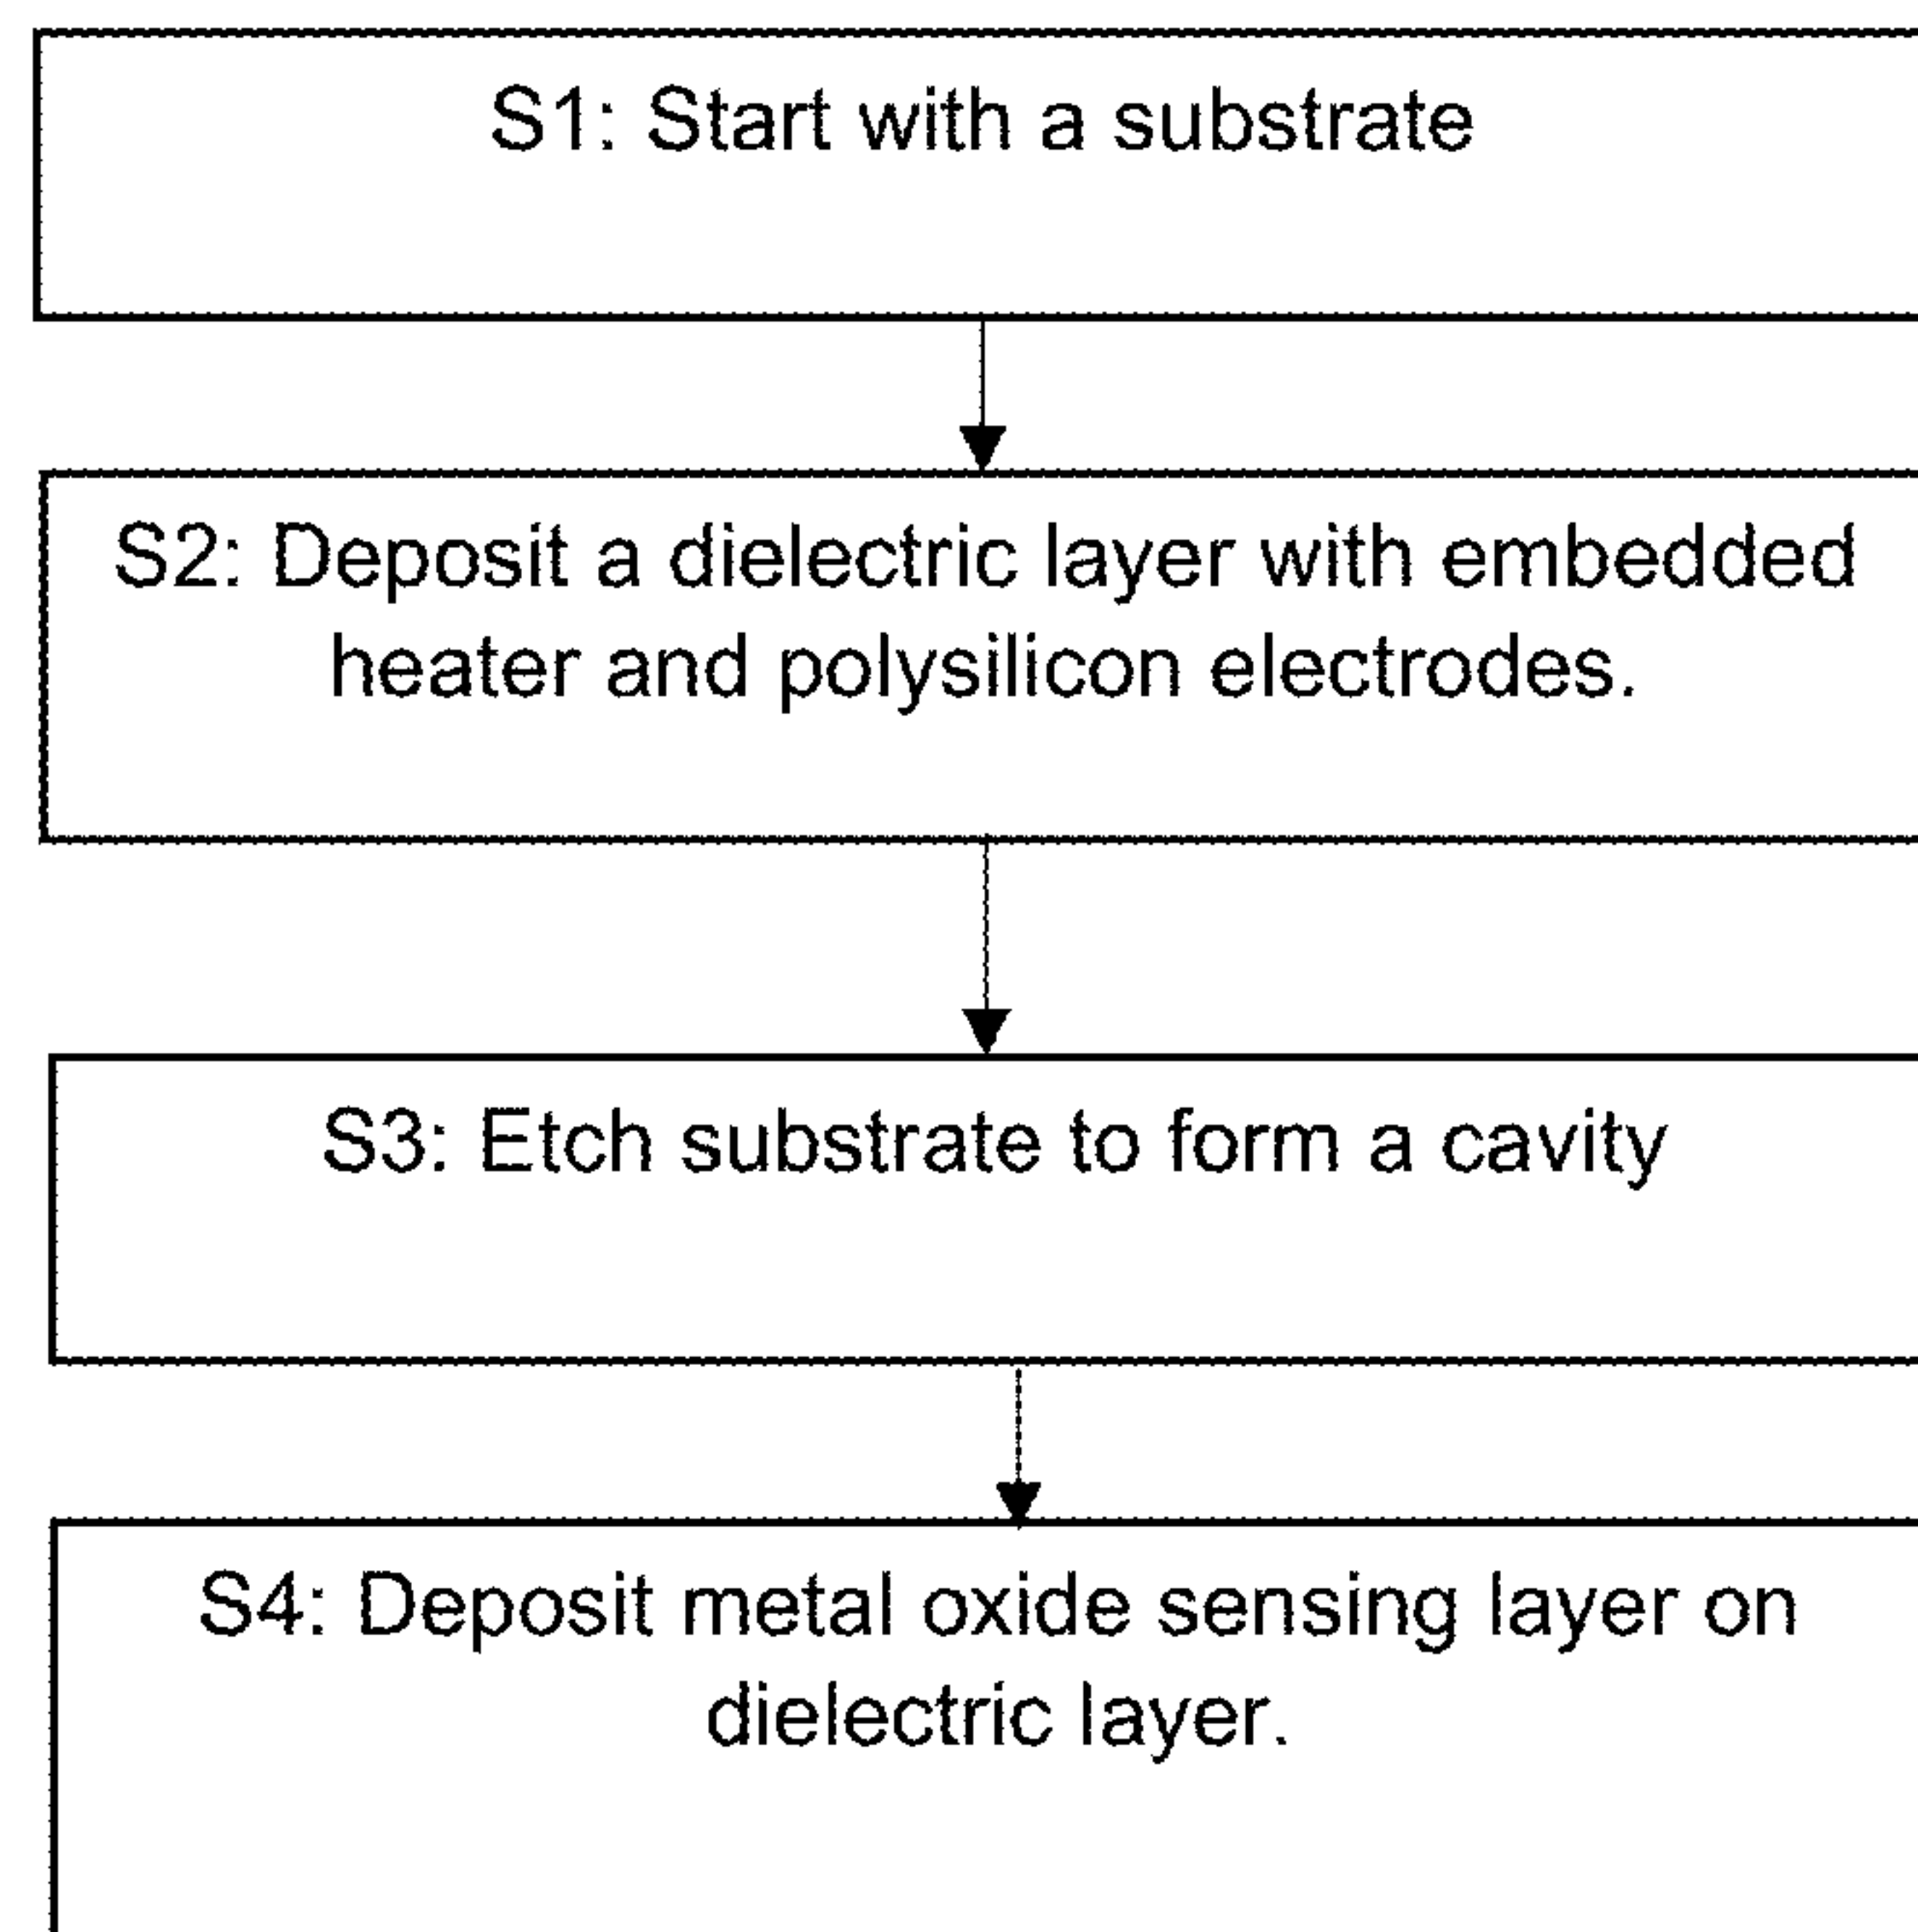 S1: Start with a substrate
S2: Deposit a dielectric layer with embedded
heater and polysilicon electrodes.
S3: Etch substrate to form a cavity
S4: Deposit metal oxide sensing layer on
dielectric layer.